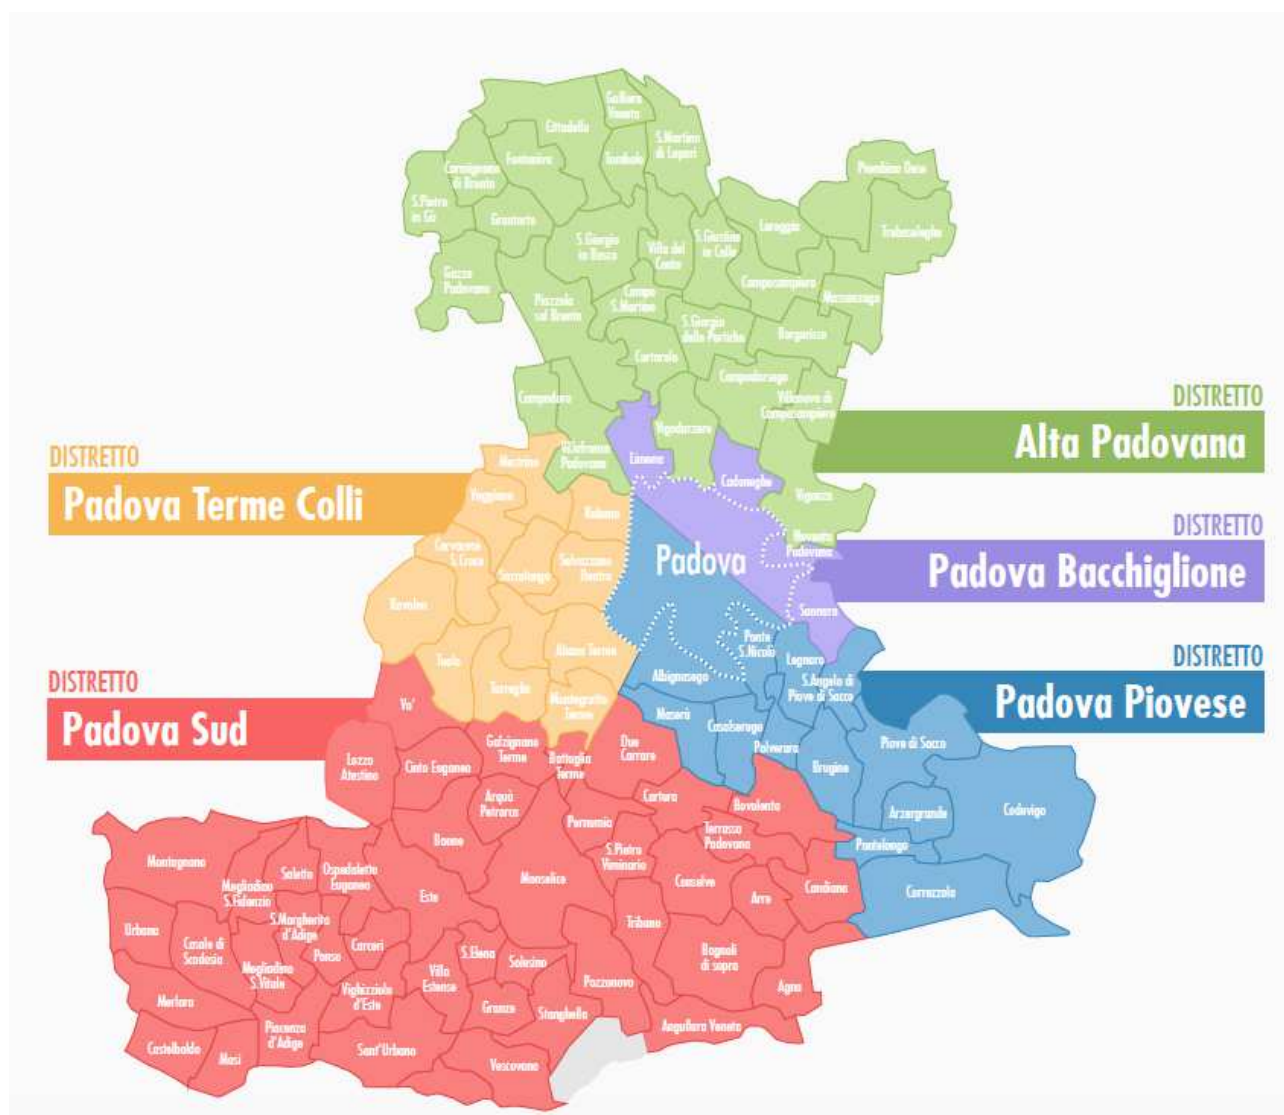 Galliera
Veneta
Cittadella
S.Martino
di Lupari
Tombolo
Fontaniva
Carmignano
di Brenta
Piombino Dese
S.Pietro
in Gù
Grantorto
Loreggia
Trebaseleghe
S.Giorgio
in Bosco
Villa del
Conte
S.Giustina
in Colle
Gazzo
Padovano
Camposampiero
Massanzago
Piazzola
sul Brenta
Campo
S.Martino
S.Giorgio
delle Pertiche
Borgoricco
Curtarolo
Campodarsego
Campodoro
Villanova di
Camposampiero
Vigodarzere
Villafranca
Padovana
Limena
Cadoneghe
Vigonza
DISTRETTO
Alta Padovana
DISTRETTO
Padova Terme Colli
Mestrino
Veggiano
Rubano
Cervarese
S.Croce
Saccolongo
Selvazzano
Dentro
Rovolon
Teolo
Abano Terme
Torreglia
Montegrotto
Terme
Padova
Noventa
Padovana
Saonara
DISTRETTO
Padova Bacchiglione
DISTRETTO
Padova Piovese
Ponte
S.Nicolò
Legnaro
Albignasego
S.Angelo di
Piove di Sacco
Maserà
Casalserugo
Polverara
Brugine
Piove di Sacco
Arzergrande
Codevigo
Pontelongo
Correzzola
DISTRETTO
Padova Sud
Vo'
Lozzo
Atestino
Cinto Euganeo
Galzignano
Terme
Battaglia
Terme
Due
Carrare
Arquà
Petrarca
Cartura
Bovolenta
Pernumia
Terrassa
Padovana
Baone
S.Pietro
Viminario
Montagnana
Saletto
Ospedaletto
Euganeo
Megliadino
S.Fidenzio
Este
Monselice
Conselve
Arre
Candiana
Tribano
S.Margherita
d'Adige
Urbana
Casale di
Scodosia
Ponso
Carceri
S.Elena
Solesino
Bagnoli
di sopra
Megliadino
S.Vitale
Villa
Estense
Vighizzolo
d'Este
Pozzonovo
Agna
Merlara
Granze
Stanghella
Anguillara Veneta
Piacenza
d'Adige
Castelbaldo
Masi
Sant'Urbano
Vescovana